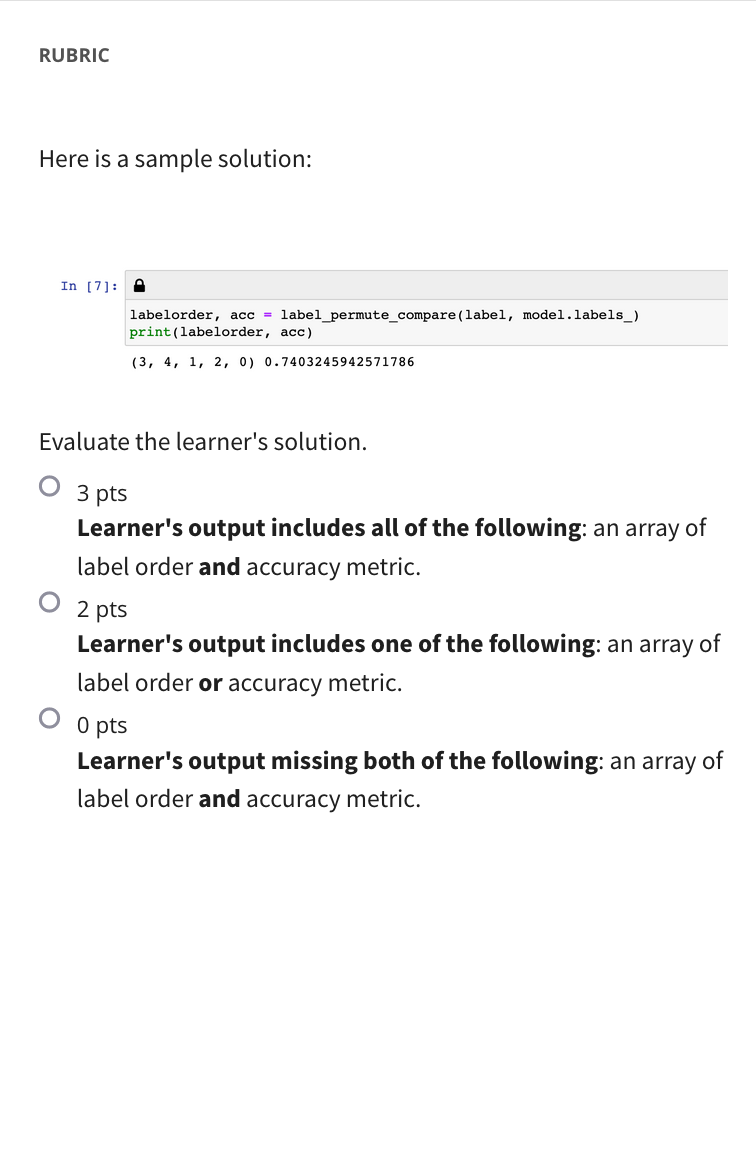 RUBRIC
Here is a sample solution:
In [7]:
labelorder, acc = label_permute_compare(label, model.labels_)
print(labelorder, acc)
(3, 4, 1, 2, 0) 0.7403245942571786
Evaluate the learner's solution.
3 pts
Learner's output includes all of the following: an array of
label order and accuracy metric.
2 pts
Learner's output includes one of the following: an array of
label order or accuracy metric.
0 pts
Learner's output missing both of the following: an array of
label order and accuracy metric.